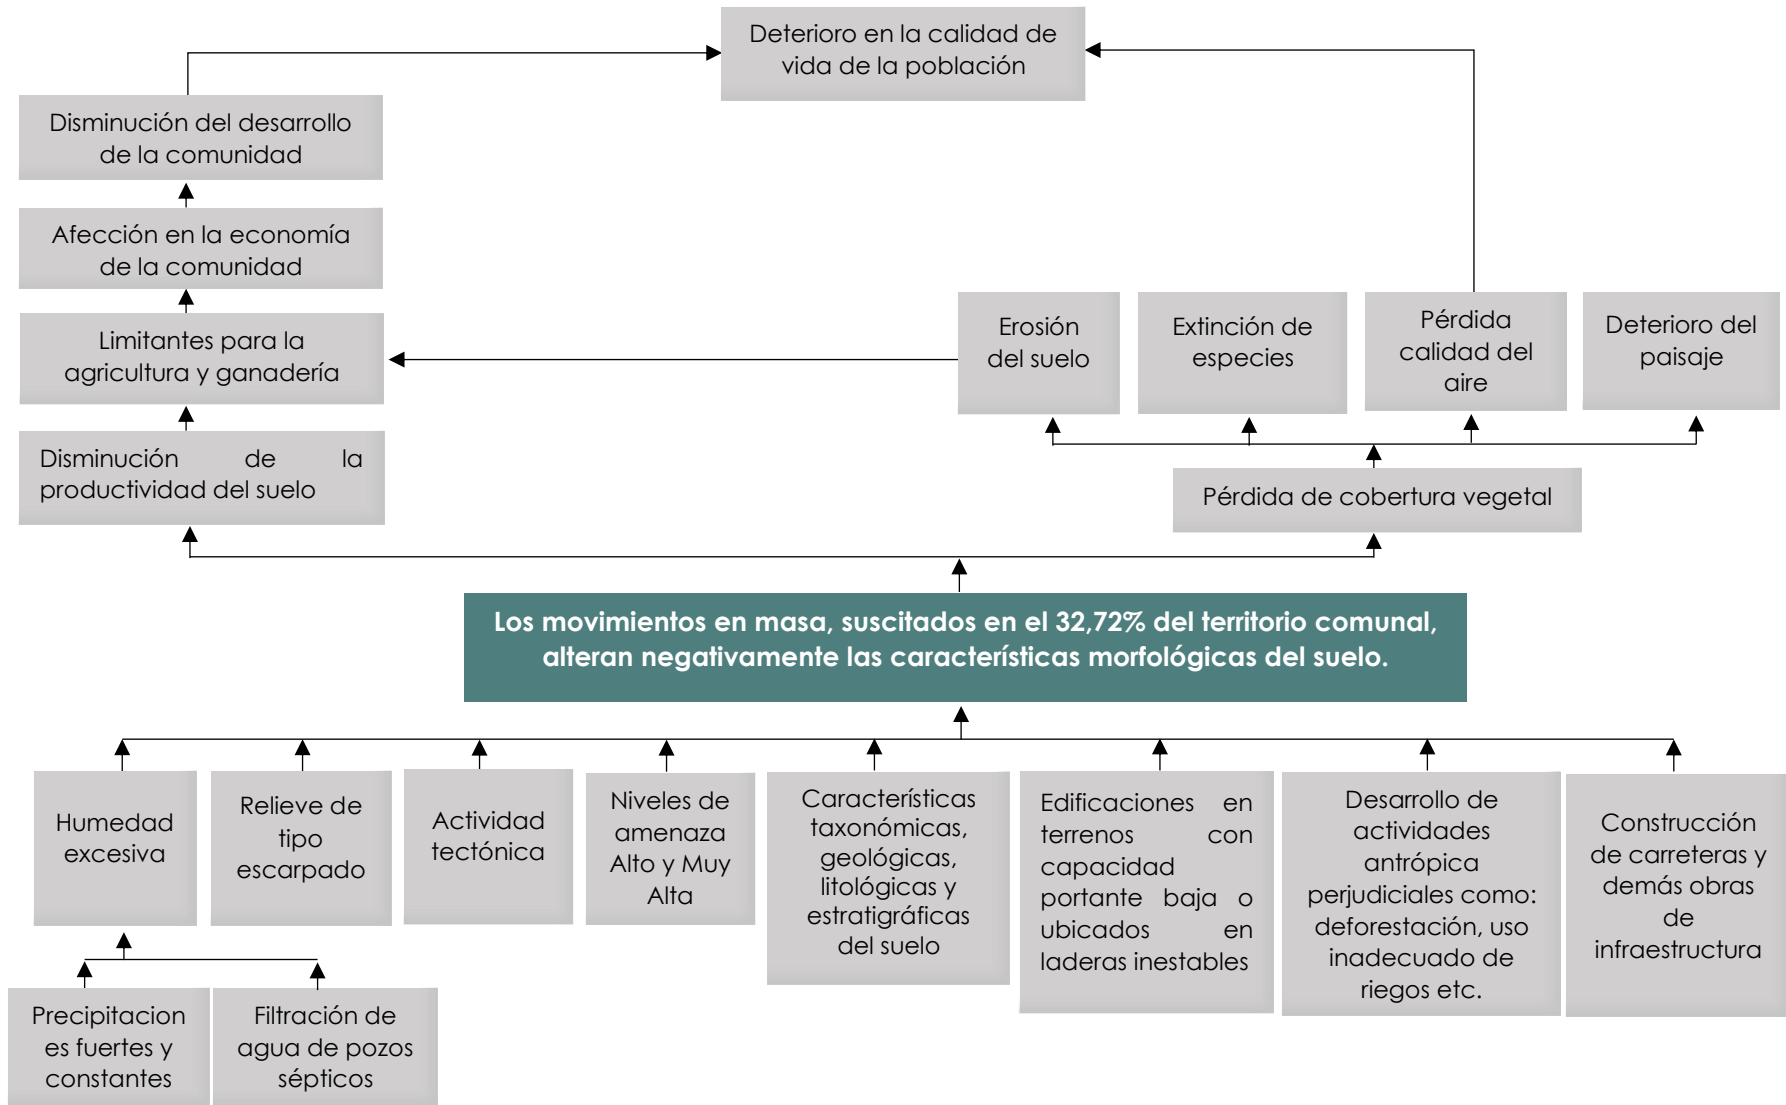 Deterioro en la calidad de
vida de la población
Disminución del desarrollo
de la comunidad
Afección en la economía
de la comunidad
Limitantes para la
agricultura y ganadería
Erosión
del suelo
Extinción de
especies
Pérdida
calidad del
aire
Deterioro del
paisaje
Disminución de la
productividad del suelo
Pérdida de cobertura vegetal
Los movimientos en masa, suscitados en el 32,72% del territorio comunal,
alteran negativamente las características morfológicas del suelo.
Humedad
excesiva
Relieve de
tipo
escarpado
Actividad
tectónica
Niveles de
amenaza
Alto y Muy
Alta
Características
taxonómicas,
geológicas,
litológicas y
estratigráficas
del suelo
Edificaciones en
terrenos con
capacidad
portante baja o
ubicados en
laderas inestables
Desarrollo de
actividades
antrópica
perjudiciales como:
deforestación, uso
inadecuado de
riegos etc.
Construcción
de carreteras y
demás obras
de
infraestructura
Precipitacion
es fuertes y
constantes
Filtración de
agua de pozos
sépticos